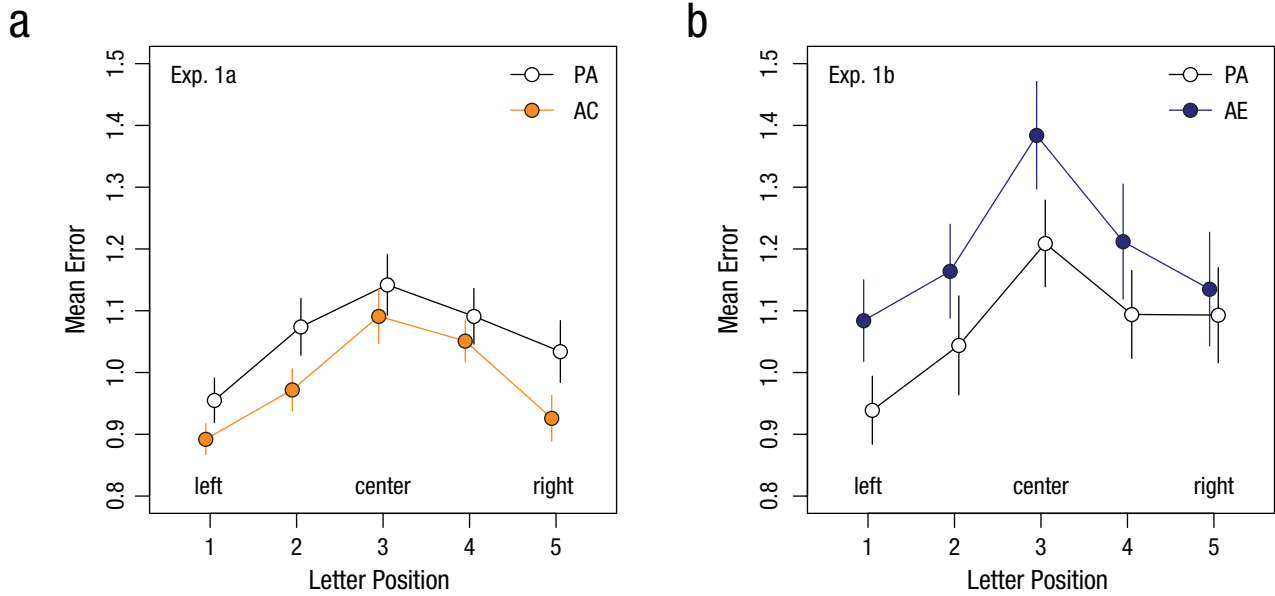 a
Exp. 1a
PA
AC
Mean Error
1.5
1.4
1.3
1.2
1.1
1.0
0.9
0.8
left center right
1 2 3 4 5
Letter Position
b
Exp. 1b
PA
AE
Mean Error
1.5
1.4
1.3
1.2
1.1
1.0
0.9
0.8
left center right
1 2 3 4 5
Letter Position